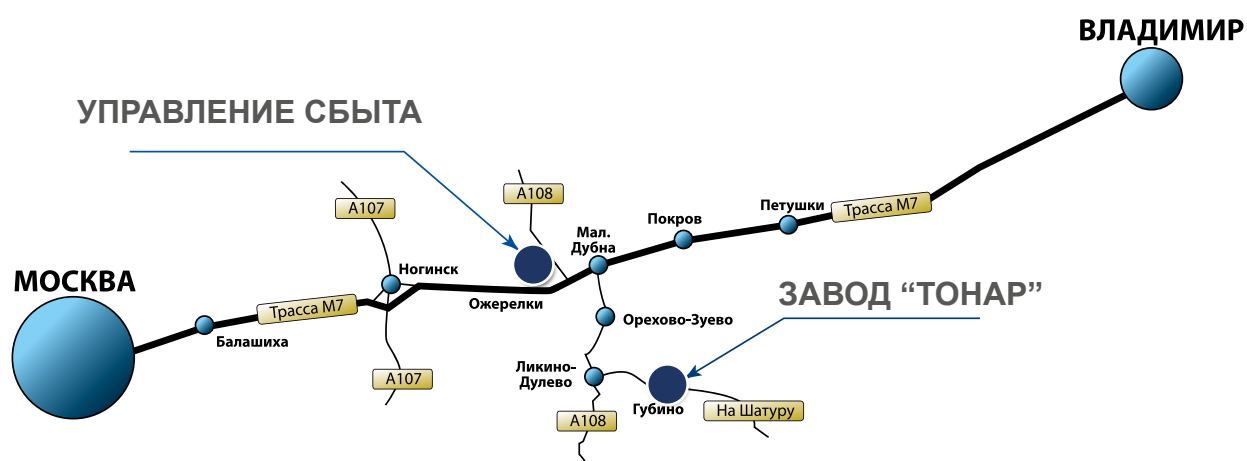 ВЛАДИМИР
УПРАВЛЕНИЕ СБЫТА
А107
А108
Трасса М7
Петушки
Покров
Мал.
Дубна
Ногинск
МОСКВА
Трасса М7
Ожерелки
ЗАВОД “ТОНАР”
Балашиха
Орехово-Зуево
Ликино-
Дулево
А107
Губино
На Шатуру
А108